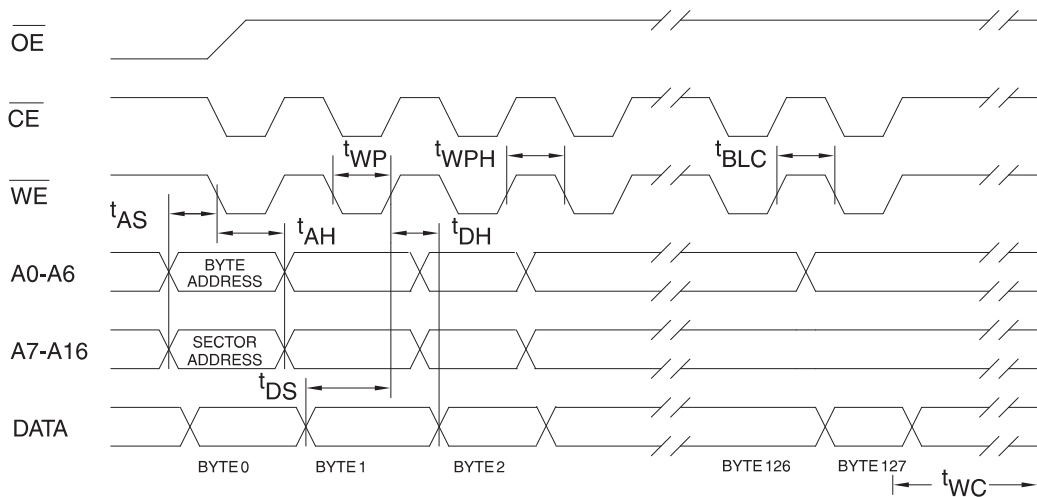 OE
CE
tWP tWPH tBLC
WE
tAS tAH tDH
A0-A6 BYTE ADDRESS
A7-A16 SECTOR ADDRESS
tDS
DATA
BYTE 0 BYTE 1 BYTE 2 BYTE 126 BYTE 127
tWC